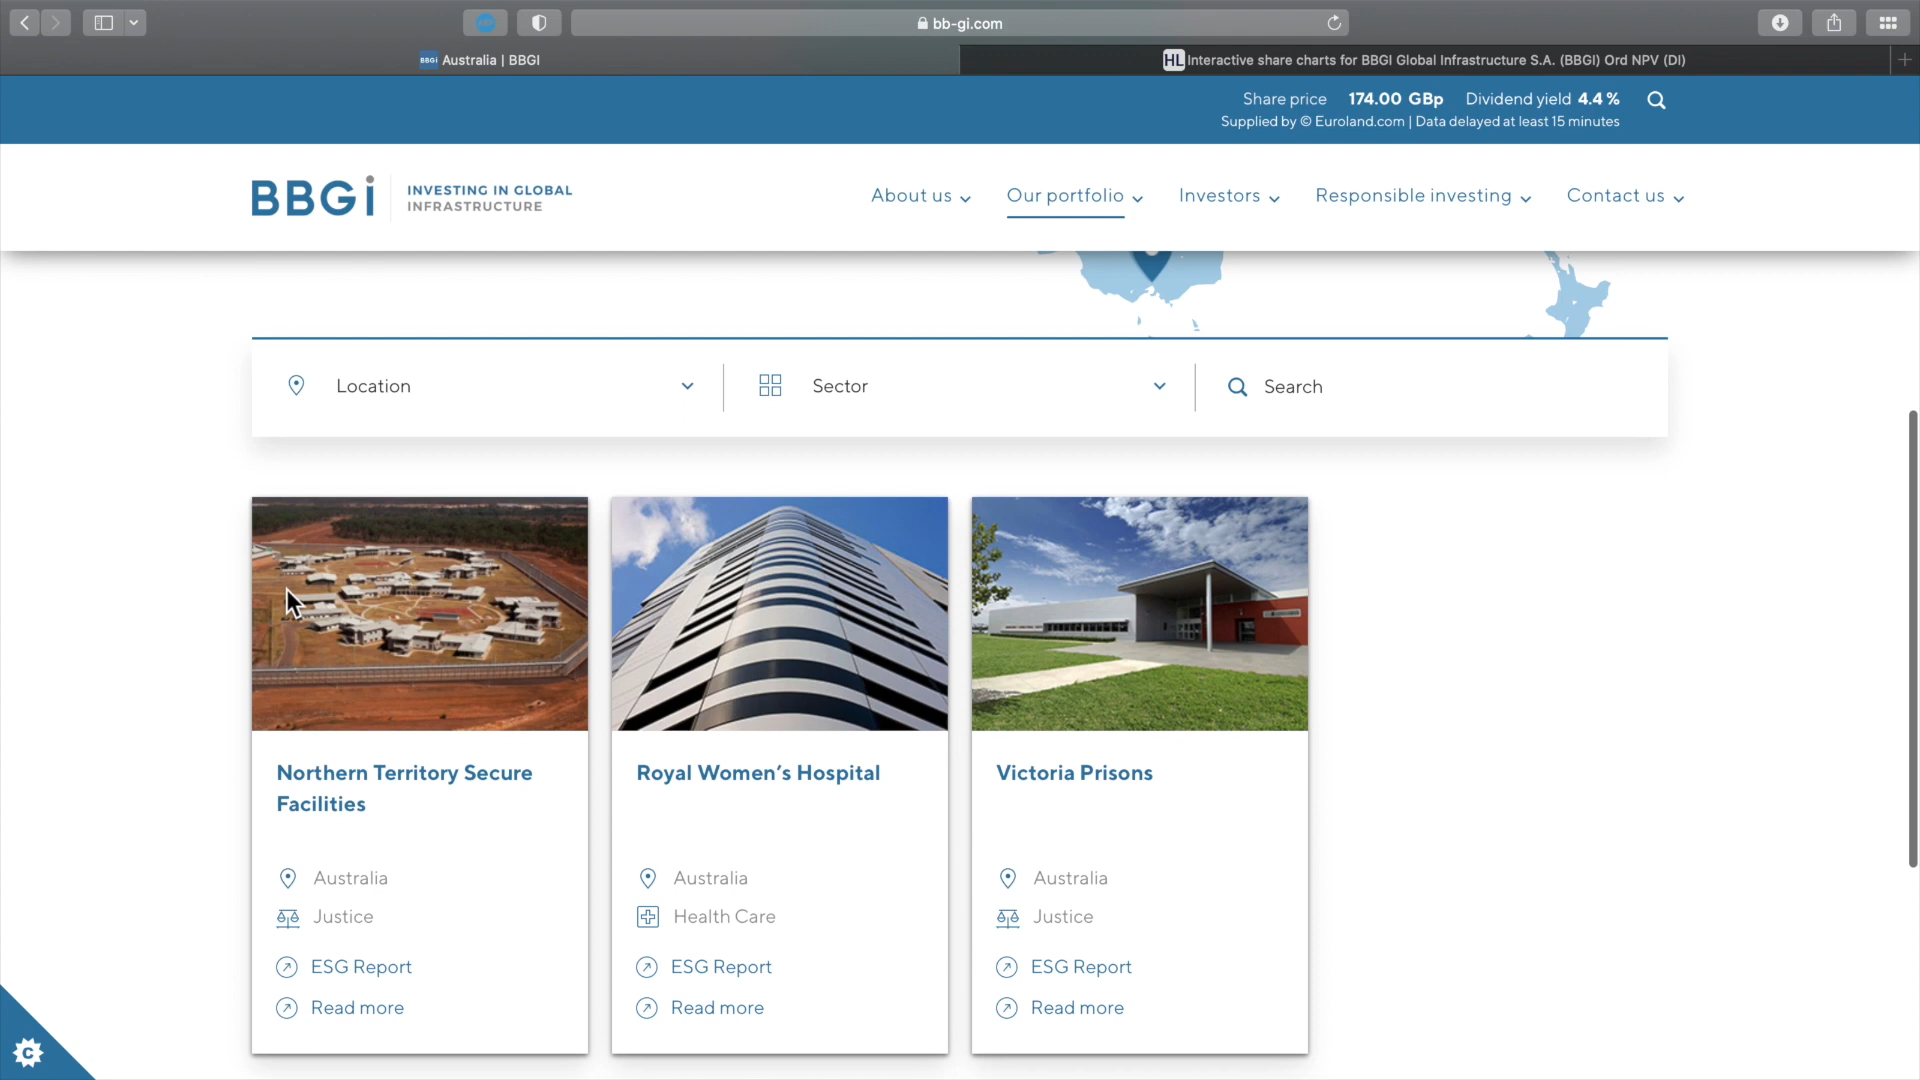 bb-gi.com
BBGi Australia | BBGI
HL Interactive share charts for BBGI Global Infrastructure S.A. (BBGI) Ord NPV (DI)
Share price 174.00 GBp Dividend yield 4.4 %
Supplied by © Euroland.com | Data delayed at least 15 minutes
BBGi INVESTING IN GLOBAL
INFRASTRUCTURE
About us Our portfolio Investors Responsible investing Contact us
Location Sector Search
Northern Territory Secure
Facilities
Australia
Justice
ESG Report
Read more
Royal Women’s Hospital
Australia
Health Care
ESG Report
Read more
Victoria Prisons
Australia
Justice
ESG Report
Read more
C